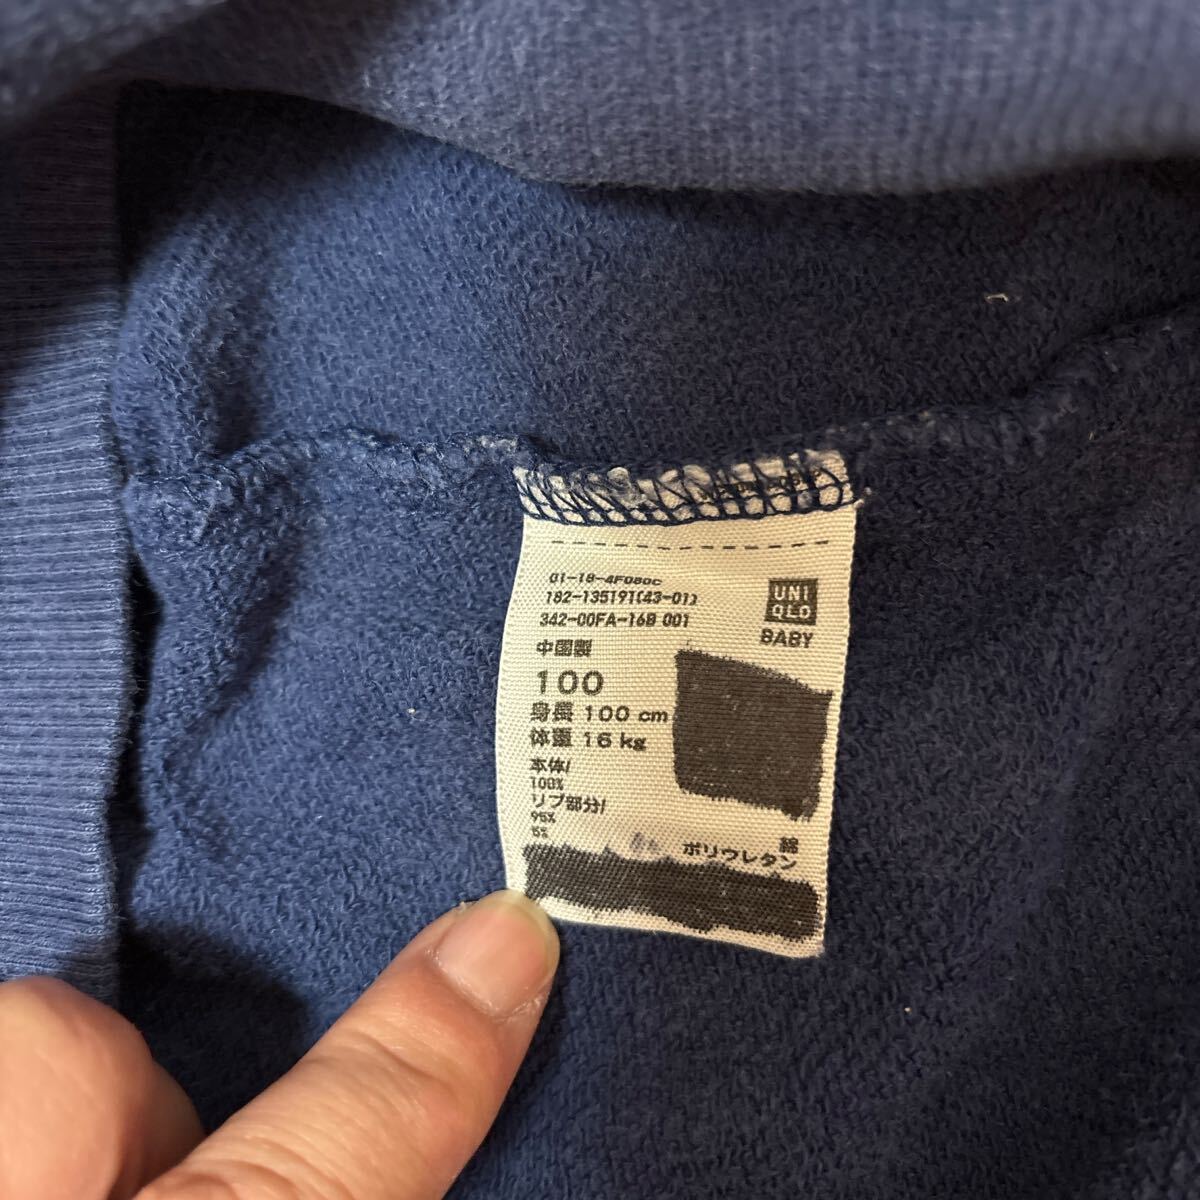 01-18-4F080C
182-135191(43-01)
342-00FA-16B 001
UNI
QLO
BABY
中国製
100
身長 100 cm
体重 16 kg
本体/
100%
リブ部分/
95% 綿
5% ポリウレタン